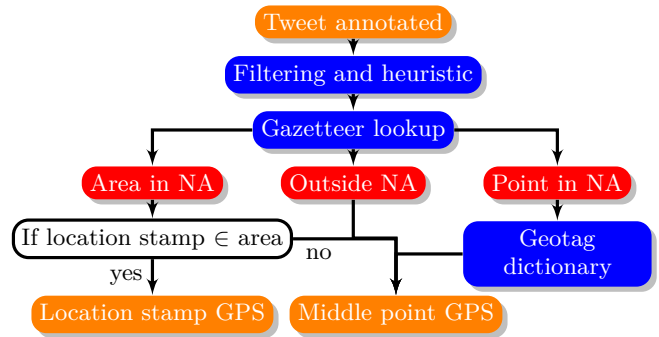 Tweet annotated
Filtering and heuristic
Gazetteer lookup
Area in NA
Outside NA
Point in NA
If location stamp ∈ area
no
Geotag
dictionary
yes
Location stamp GPS
Middle point GPS